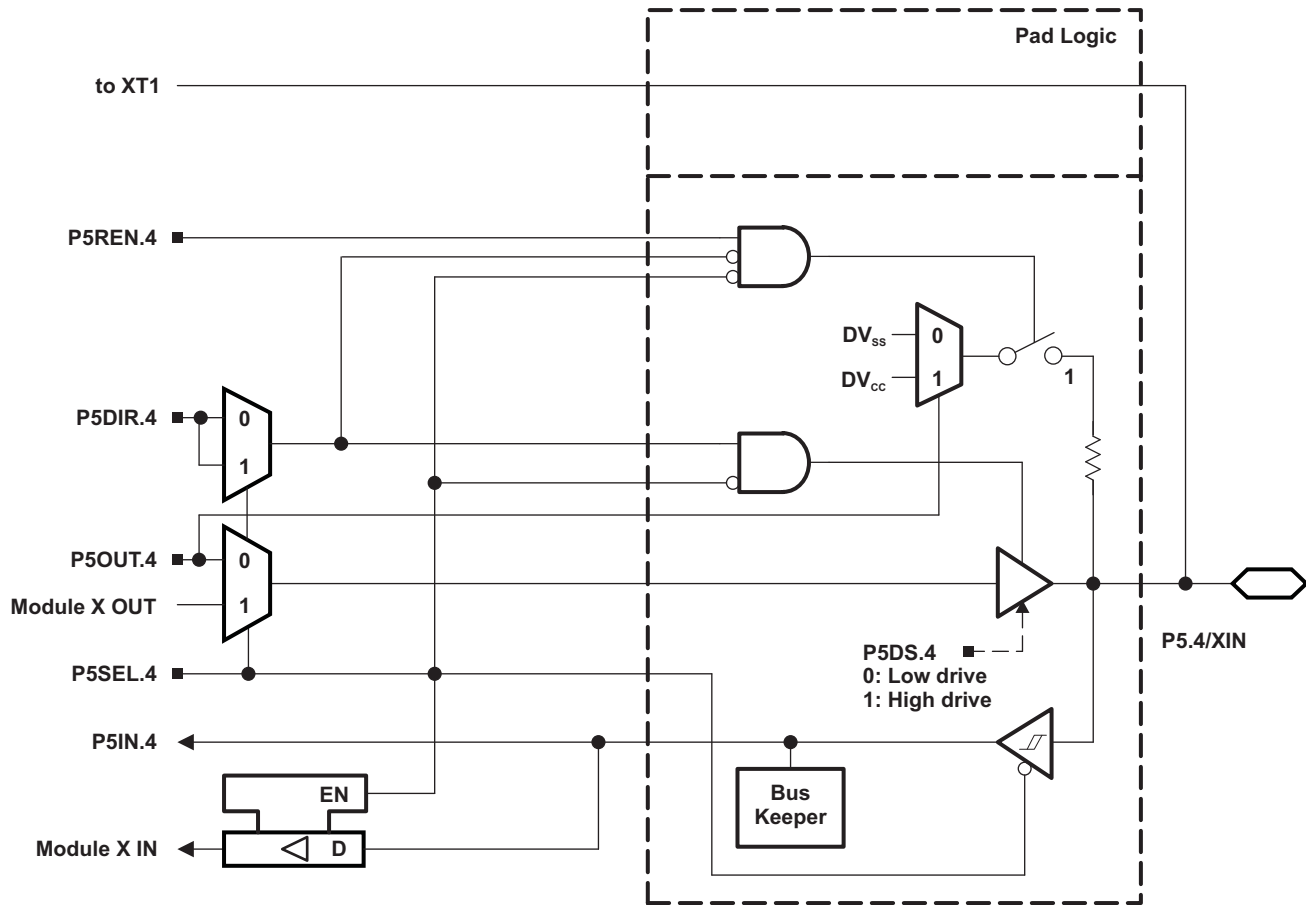 Pad Logic
to XT1
P5REN.4
DVSS
0
DVCC
1
1
P5DIR.4
0
1
P5OUT.4
0
Module X OUT
1
P5SEL.4
P5DS.4
0: Low drive
1: High drive
P5.4/XIN
P5IN.4
Bus
Keeper
EN
Module X IN
D